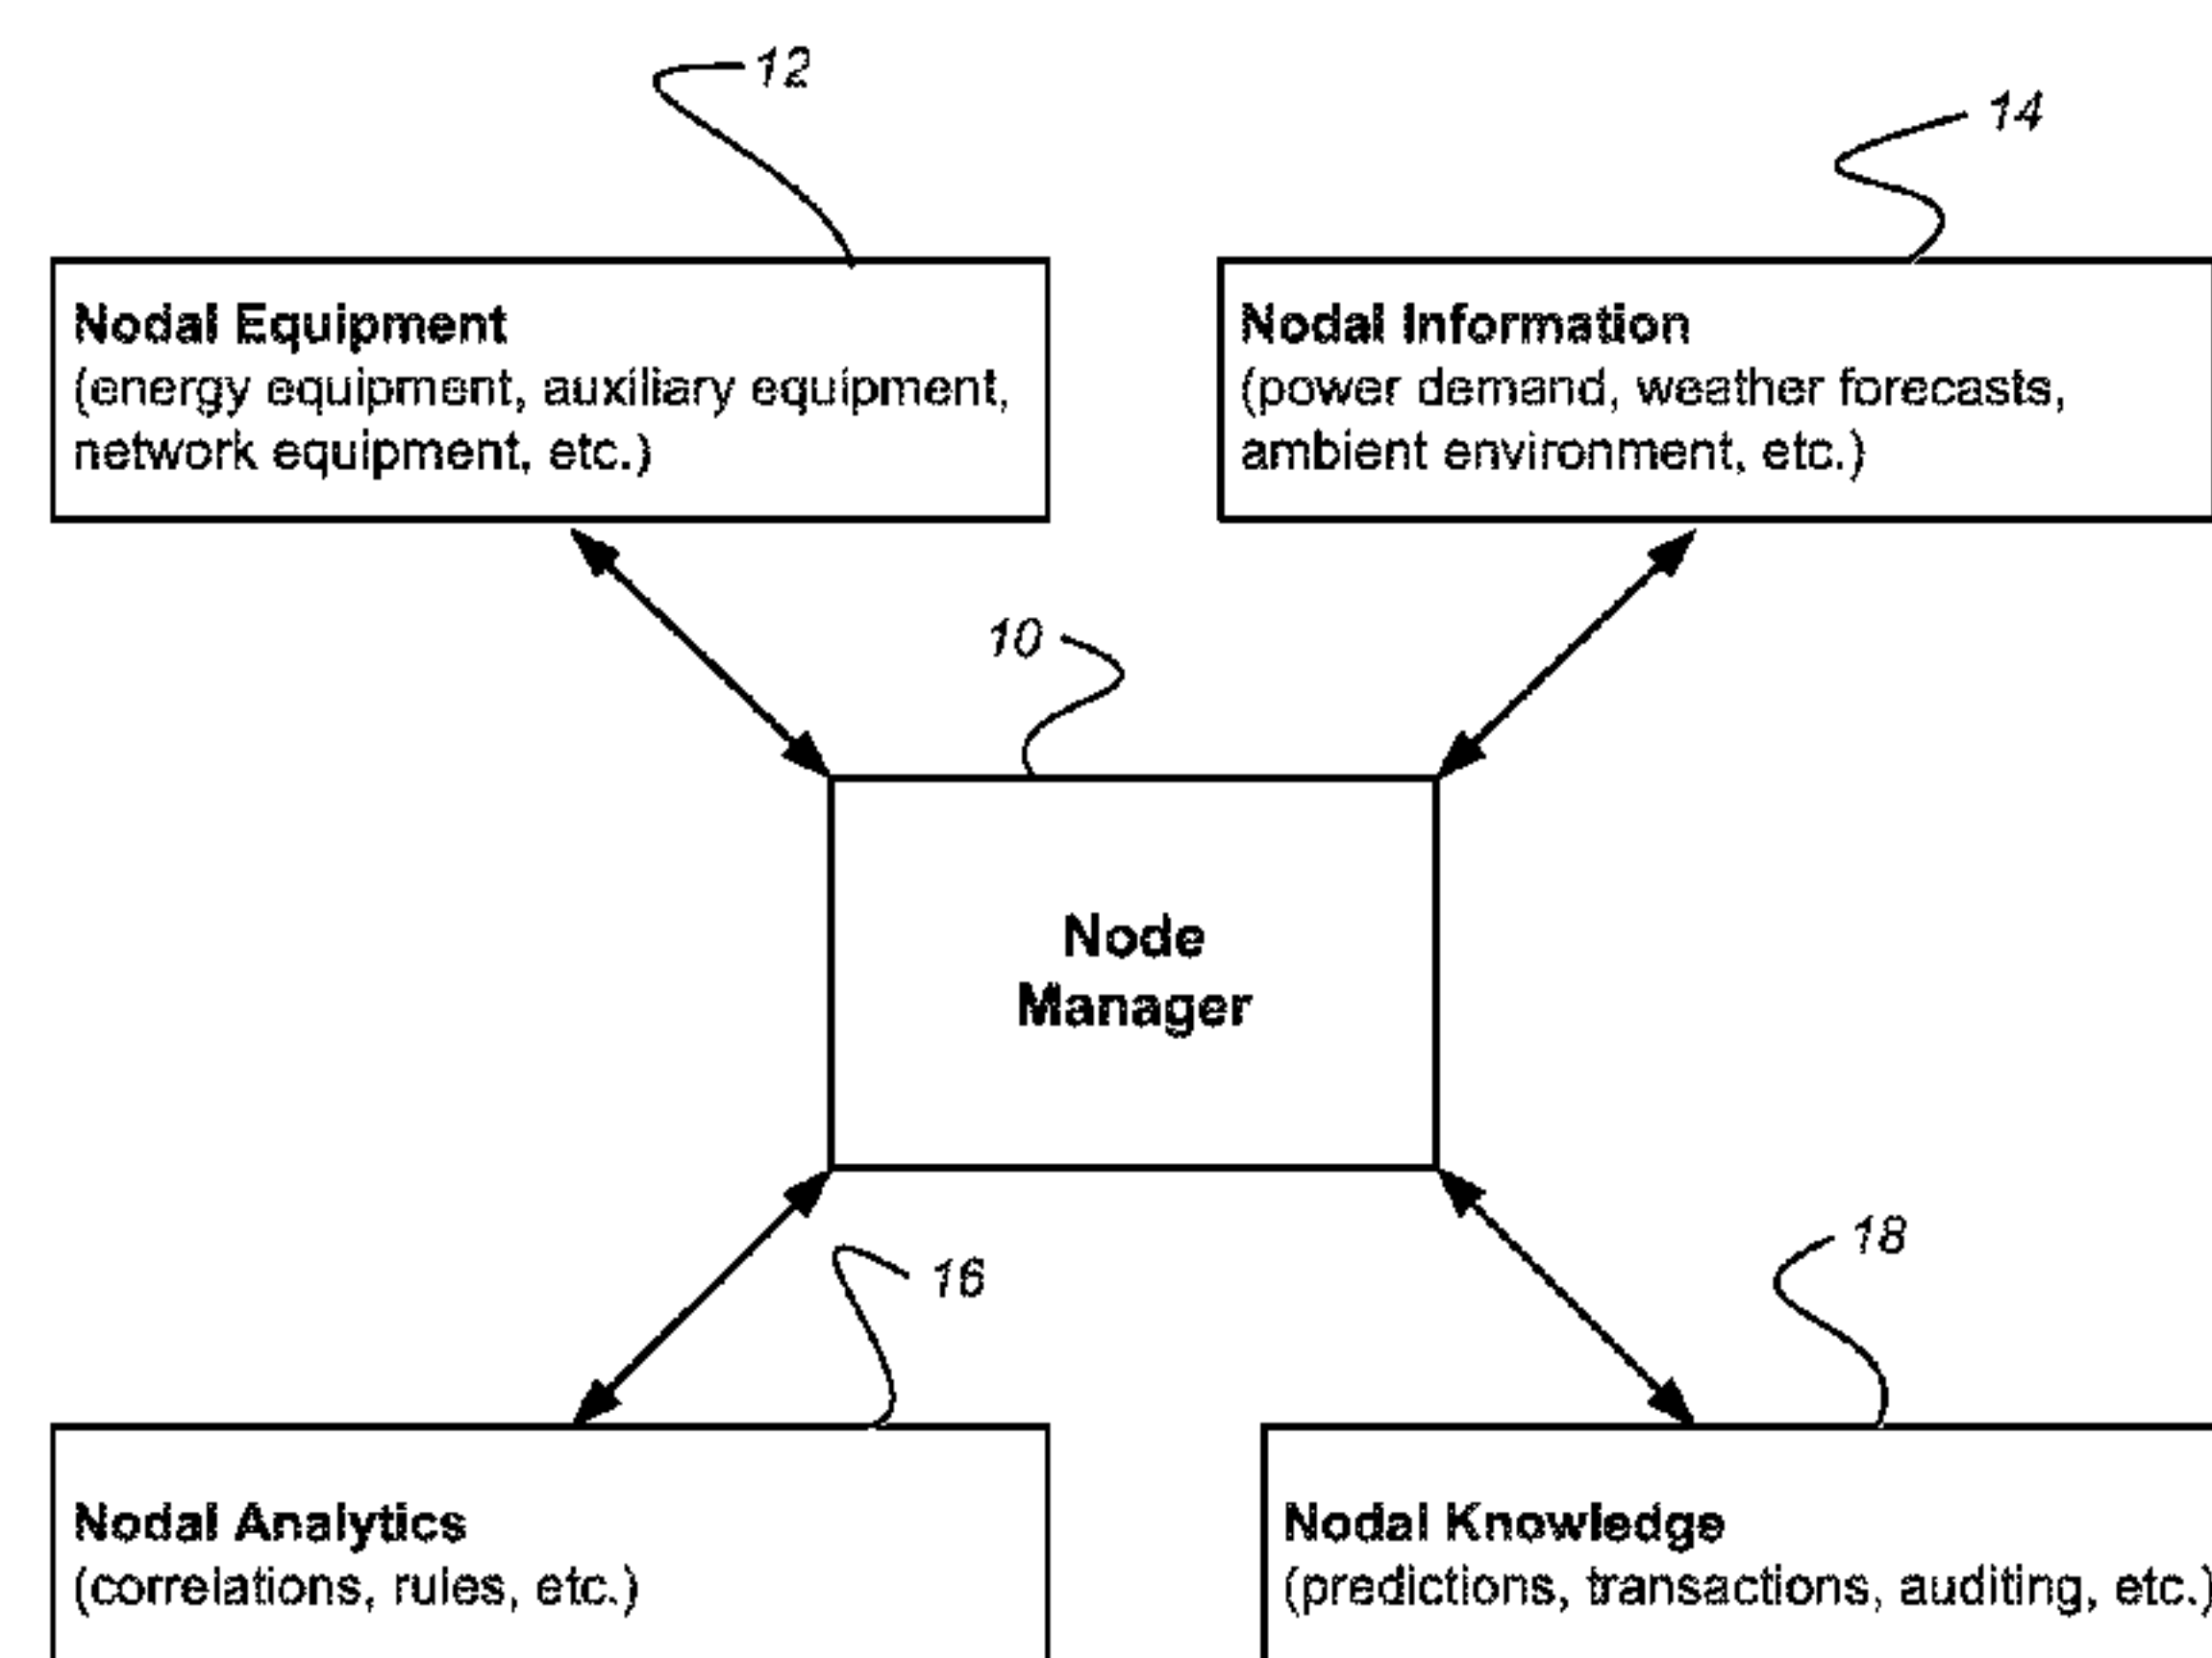 12
14
Nodal Equipment
(energy equipment, auxiliary equipment,
network equipment, etc.)
Nodal Information
(power demand, weather forecasts,
ambient environment, etc.)
10
Node
Manager
16
18
Nodal Analytics
(correlations, rules, etc.)
Nodal Knowledge
(predictions, transactions, auditing, etc.)